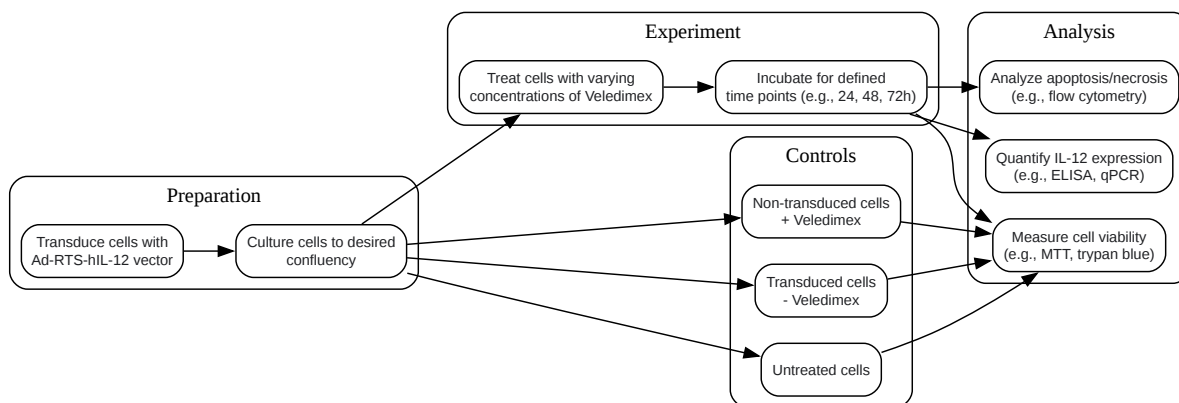 Preparation
Transduce cells with
Ad-RTS-hIL-12 vector
Culture cells to desired
confluency
Experiment
Treat cells with varying
concentrations of Veledimex
Incubate for defined
time points (e.g., 24, 48, 72h)
Controls
Non-transduced cells
+ Veledimex
Transduced cells
- Veledimex
Untreated cells
Analysis
Analyze apoptosis/necrosis
(e.g., flow cytometry)
Quantify IL-12 expression
(e.g., ELISA, qPCR)
Measure cell viability
(e.g., MTT, trypan blue)